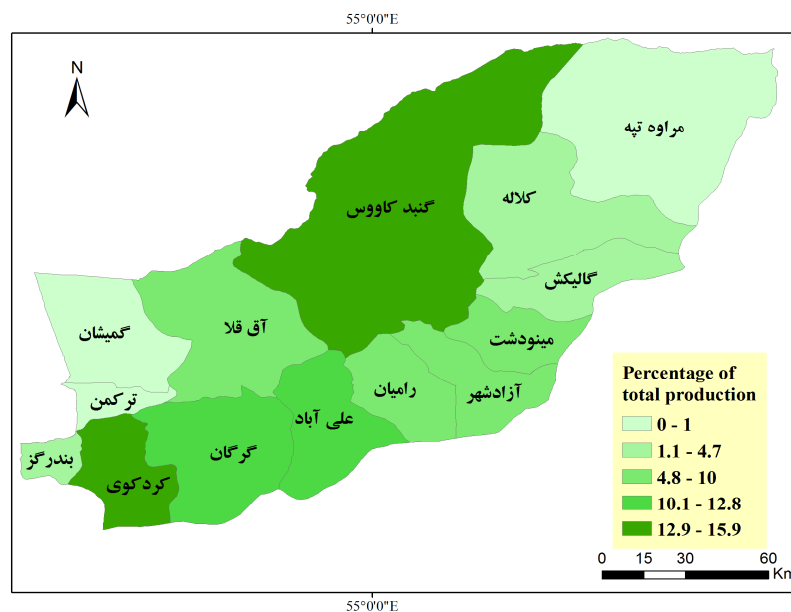 55°0'0"E
N
مراوه تپه
کلاله
گنبد کاووس
گالیکش
آق قلا
گمیشان
مینودشت
ترکمن
رامیان
آزادشهر
علی آباد
گرگان
بندرگز
کردکوی
Percentage of
total production
0 - 1
1.1 - 4.7
4.8 - 10
10.1 - 12.8
12.9 - 15.9
0 15 30 60
Km
55°0'0"E